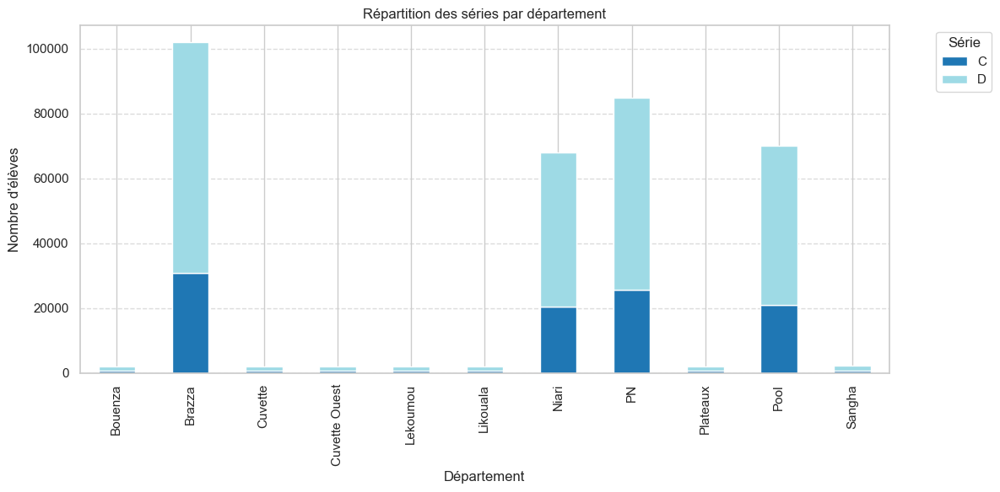 Répartition des séries par département
Série
C
D
Nombre d'élèves
100000
80000
60000
40000
20000
0
Bouenza
Brazza
Cuvette
Cuvette Ouest
Lekoumou
Likouala
Niari
PN
Plateaux
Pool
Sangha
Département